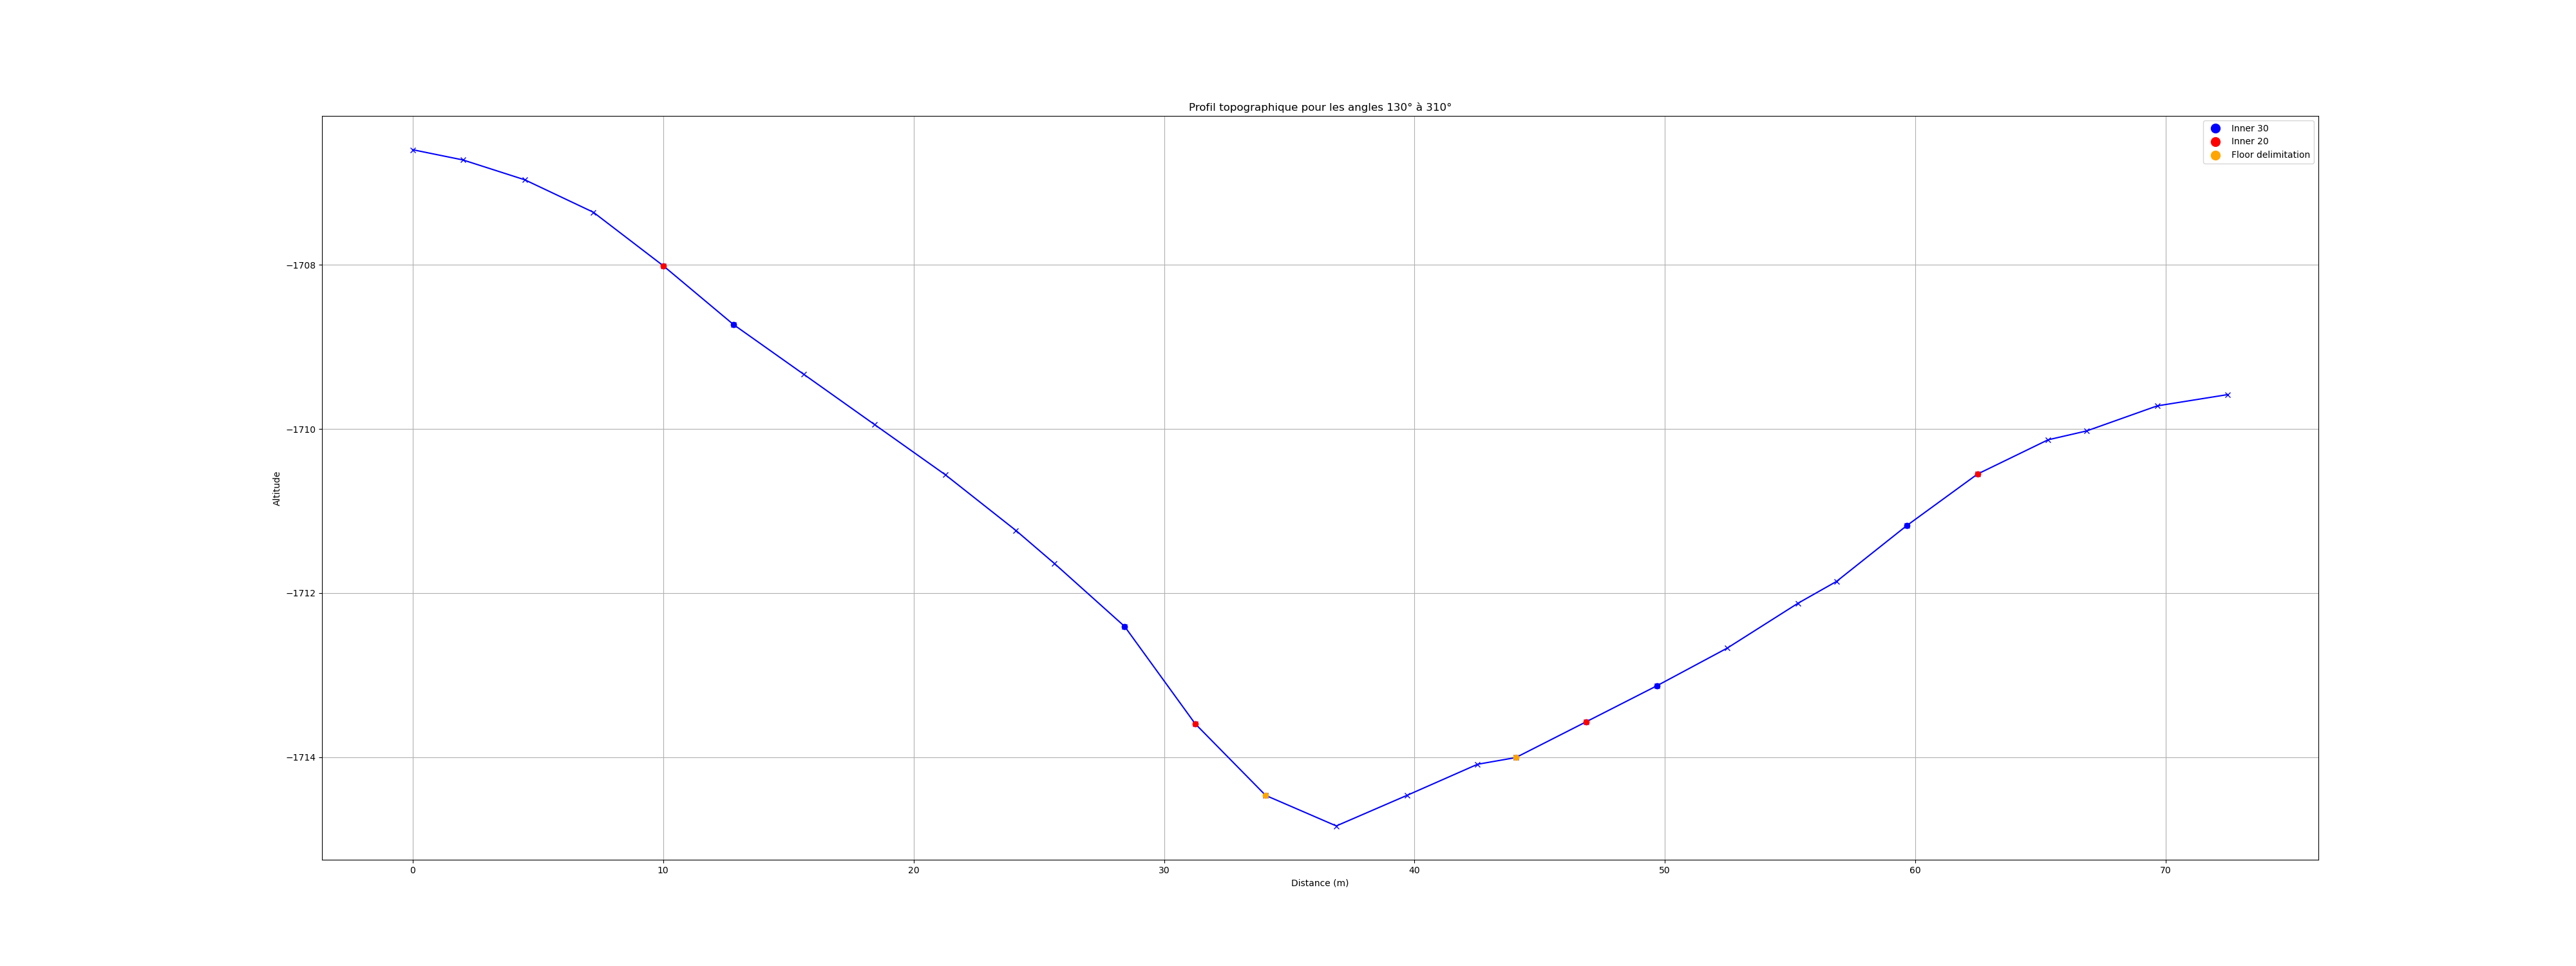 Profil topographique pour les angles 130° à 310°
Inner 30
Inner 20
Floor delimitation
−1708
−1710
−1712
−1714
Altitude
0 10 20 30 40 50 60 70
Distance (m)